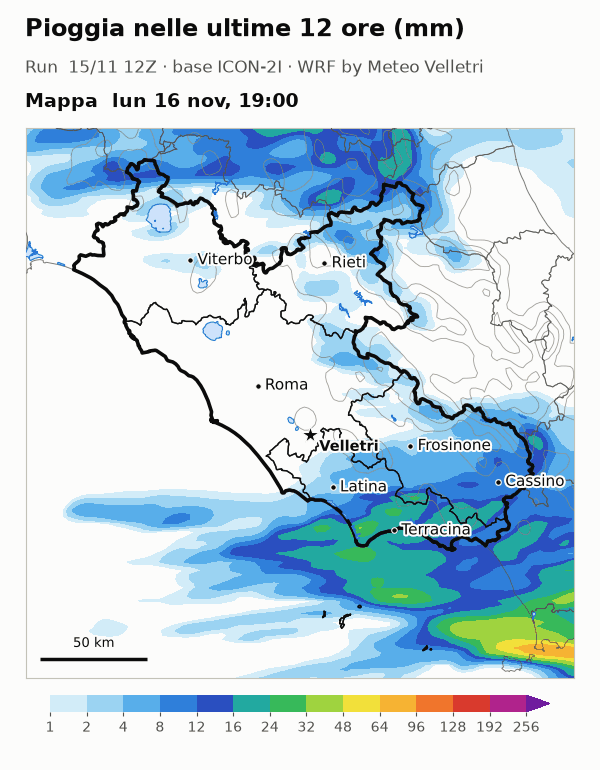 Pioggia nelle ultime 12 ore (mm)
Run  15/11 12Z · base ICON-2I · WRF by Meteo Velletri
Mappa  lun 16 nov, 19:00
Viterbo
Rieti
Roma
Velletri
Frosinone
Latina
Cassino
Terracina
50 km
1 2 4 8 12 16 24 32 48 64 96 128 192 256